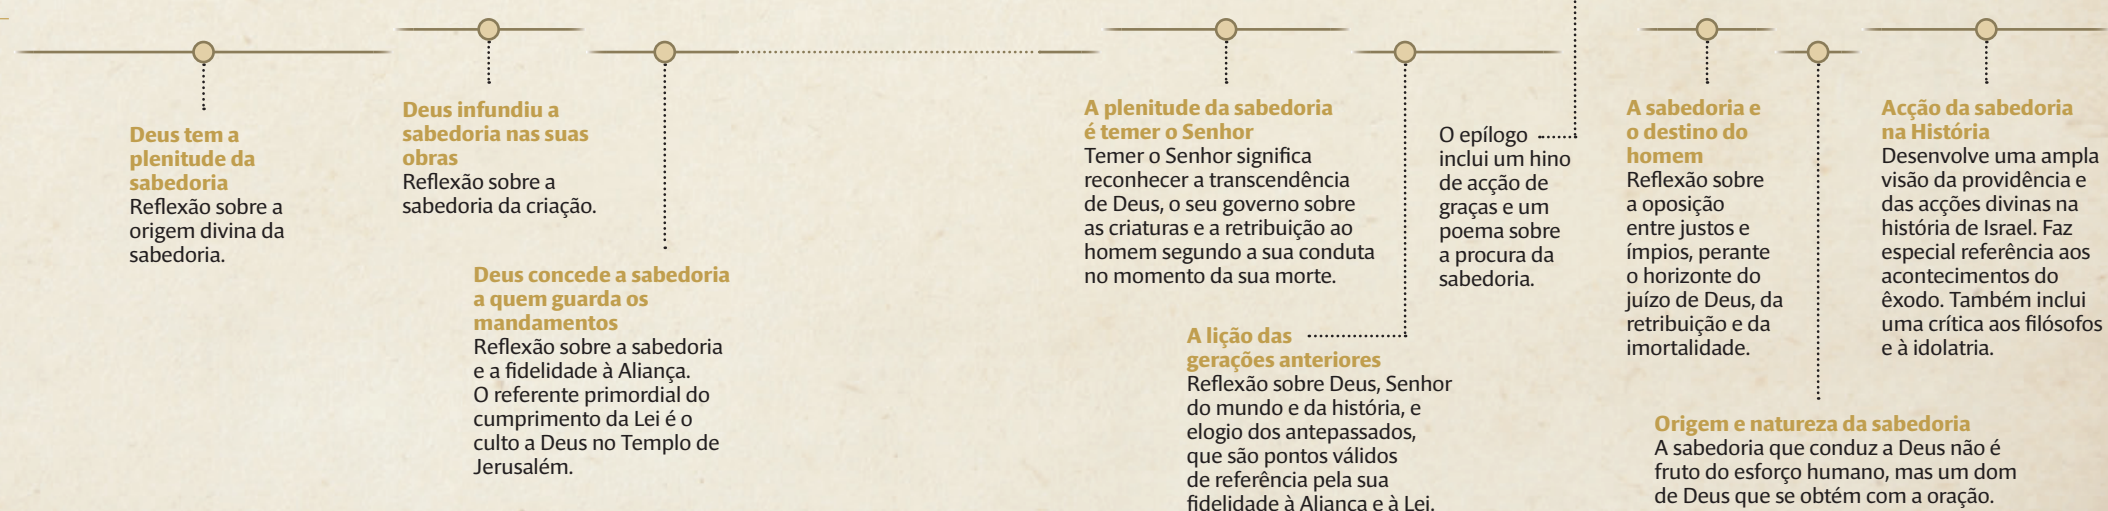 Deus tem a
plenitude da
sabedoria
Reflexão sobre a
origem divina da
sabedoria.
Deus infundiu a
sabedoria nas suas
obras
Reflexão sobre a
sabedoria da criação.
Deus concede a sabedoria
a quem guarda os
mandamentos
Reflexão sobre a sabedoria
e a fidelidade à Aliança.
O referente primordial do
cumprimento da Lei é o
culto a Deus no Templo de
Jerusalém.
A plenitude da sabedoria
é temer o Senhor
Temer o Senhor significa
reconhecer a transcendência
de Deus, o seu governo sobre
as criaturas e a retribuição ao
homem segundo a sua conduta
no momento da sua morte.
A lição das
gerações anteriores
Reflexão sobre Deus, Senhor
do mundo e da história, e
elogio dos antepassados,
que são pontos válidos
de referência pela sua
fidelidade à Aliança e à Lei.
O epílogo
inclui um hino
de acção de
graças e um
poema sobre
a procura da
sabedoria.
A sabedoria e
o destino do
homem
Reflexão sobre
a oposição
entre justos e
ímpios, perante
o horizonte do
juízo de Deus, da
retribuição e da
imortalidade.
Origem e natureza da sabedoria
A sabedoria que conduz a Deus não é
fruto do esforço humano, mas um dom
de Deus que se obtém com a oração.
Acção da sabedoria
na História
Desenvolve uma ampla
visão da providência e
das acções divinas na
história de Israel. Faz
especial referência aos
acontecimentos do
êxodo. Também inclui
uma crítica aos filósofos
e à idolatria.